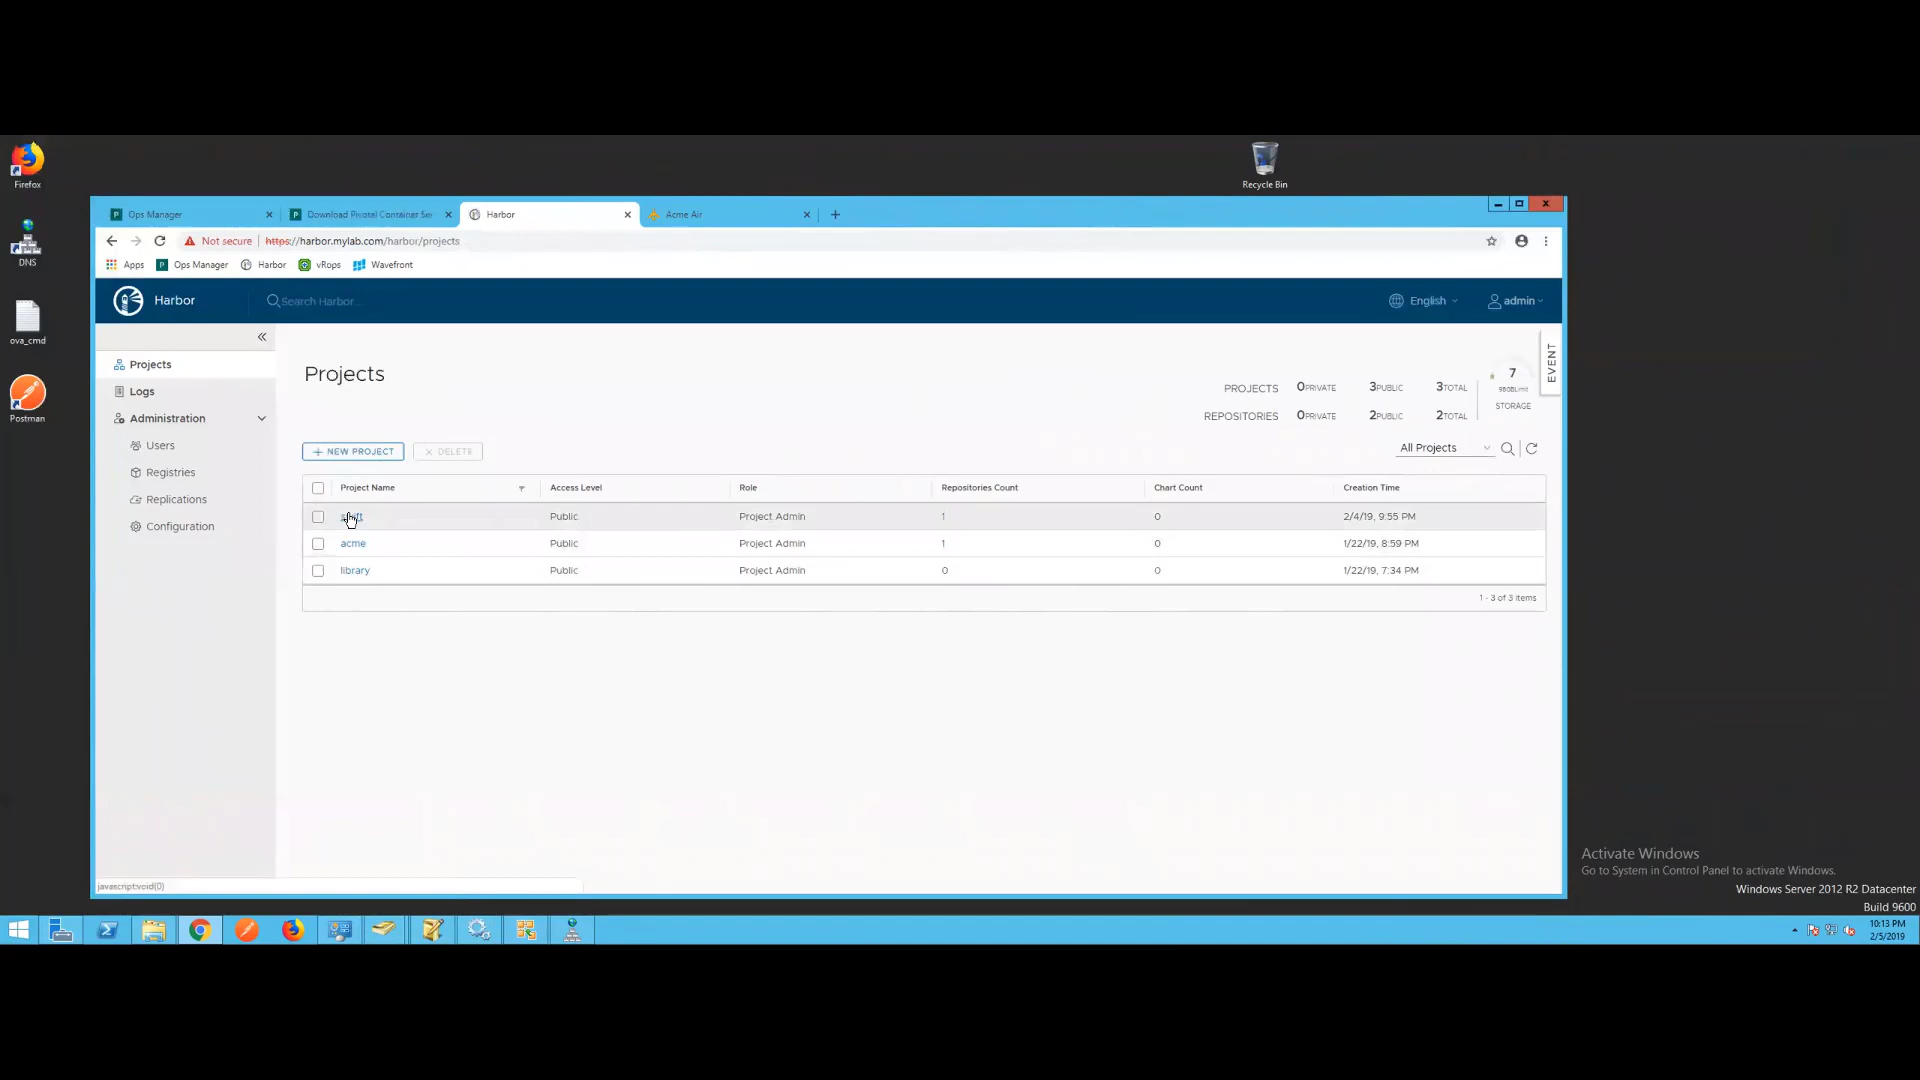 Firefox
DNS
ova_cmd
Postman
Recycle Bin
Ops Manager
Download Pivotal Container Se
Harbor
Acme Air
Not secure
https://harbor.mylab.com/harbor/projects
Apps
Ops Manager
Harbor
vRops
Wavefront
Harbor
Search Harbor...
English
admin
Projects
Logs
Administration
Users
Registries
Replications
Configuration
Projects
PROJECTS 0PRIVATE 3PUBLIC 3TOTAL
REPOSITORIES 0PRIVATE 2PUBLIC 2TOTAL
7
STORAGE
EVENT
+ NEW PROJECT
× DELETE
All Projects
Project Name Access Level Role Repositories Count Chart Count Creation Time
Public Project Admin 1 0 2/4/19, 9:55 PM
acme Public Project Admin 1 0 1/22/19, 8:59 PM
library Public Project Admin 0 0 1/22/19, 7:34 PM
1 - 3 of 3 items
javascript:void(0)
Activate Windows
Go to System in Control Panel to activate Windows.
Windows Server 2012 R2 Datacenter
Build 9600
10:13 PM
2/5/2019